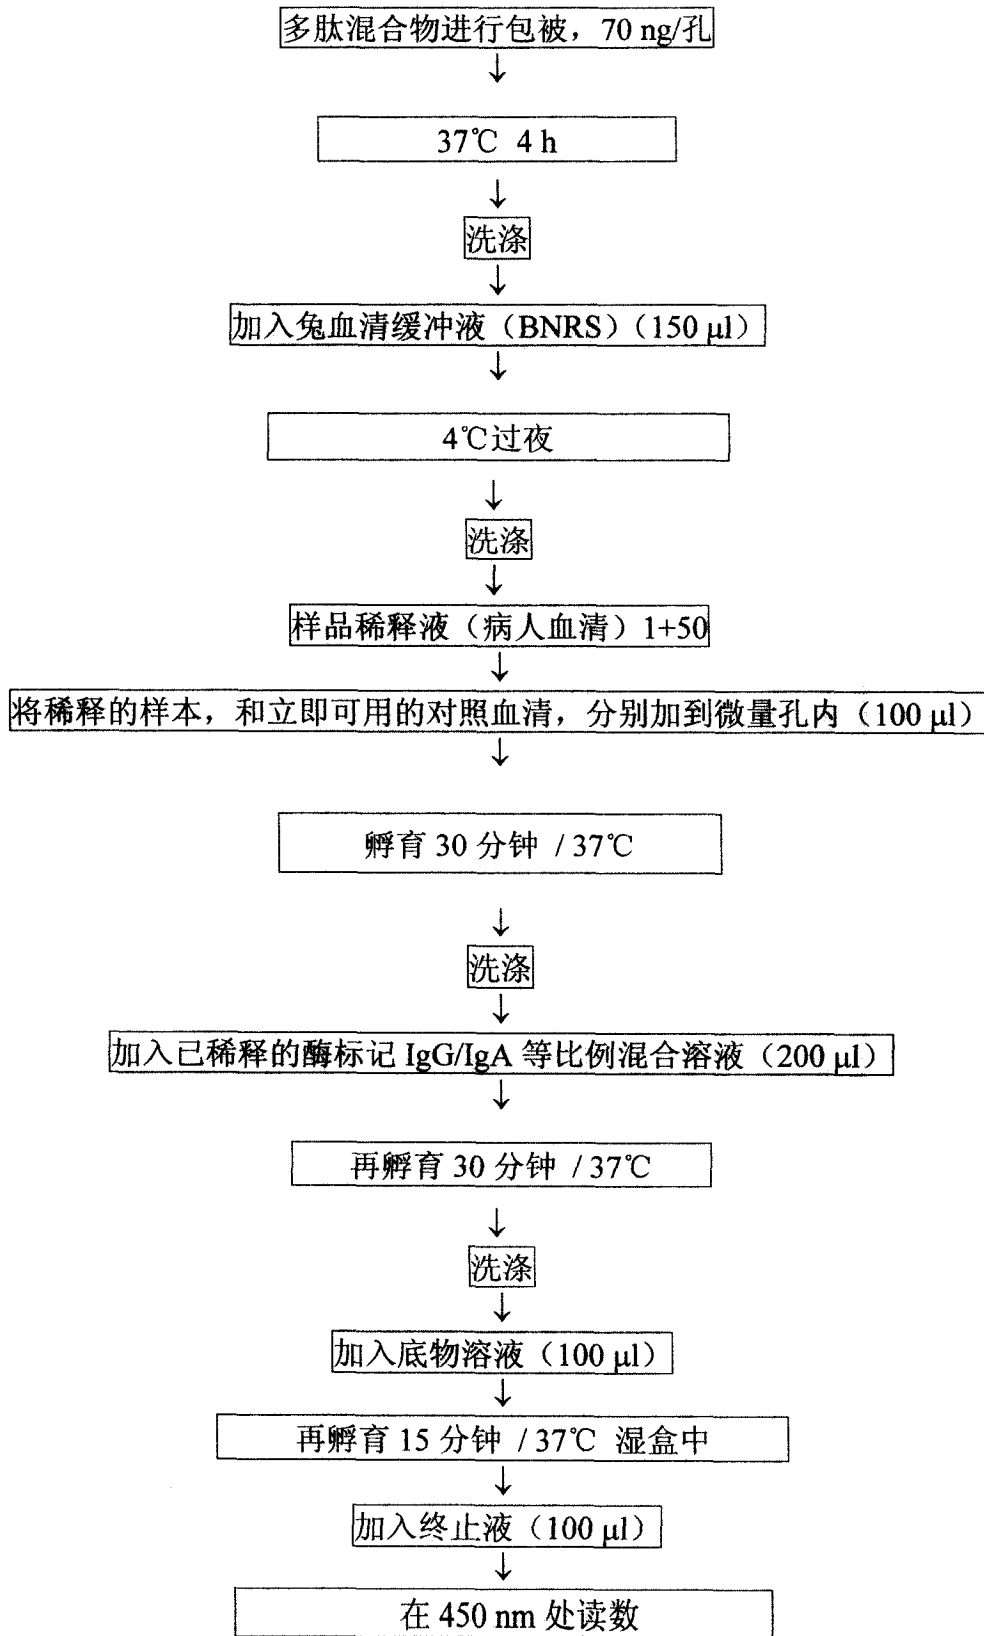 多肽混合物进行包被，70 ng/孔
↓
37℃ 4 h
↓
洗涤
↓
加入兔血清缓冲液（BNRS）（150 μl）
↓
4℃过夜
↓
洗涤
↓
样品稀释液（病人血清）1+50
↓
将稀释的样本，和立即可用的对照血清，分别加到微量孔内（100 μl）
↓
孵育 30 分钟 / 37℃
↓
洗涤
↓
加入已稀释的酶标记 IgG/IgA 等比例混合溶液（200 μl）
↓
再孵育 30 分钟 / 37℃
↓
洗涤
↓
加入底物溶液（100 μl）
↓
再孵育 15 分钟 / 37℃ 湿盒中
↓
加入终止液（100 μl）
↓
在 450 nm 处读数